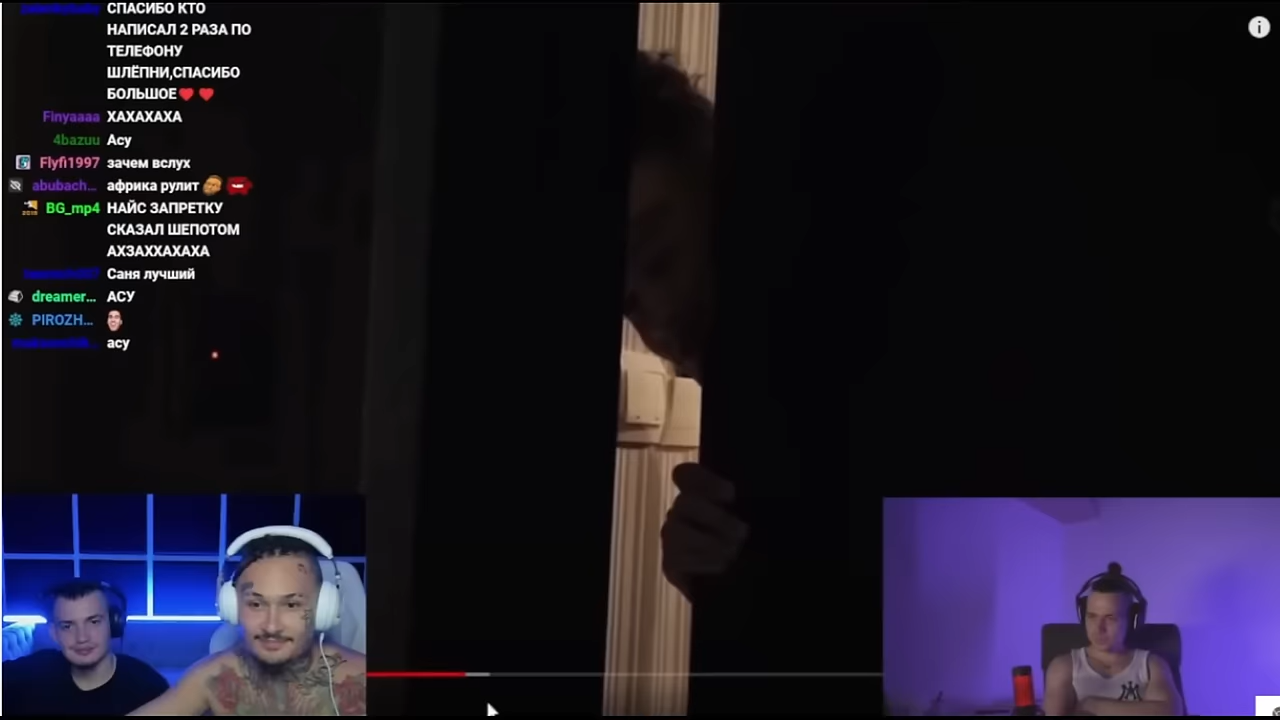 СПАСИБО КТО
НАПИСАЛ 2 РАЗА ПО
ТЕЛЕФОНУ
ШЛЁПНИ,СПАСИБО
БОЛЬШОЕ
Finyaaaa ХАХАХАХА
4bazuu Асу
Flyfi1997 зачем вслух
abubach... африка рулит
BG_mp4 НАЙС ЗАПРЕТКУ
СКАЗАЛ ШЕПОТОМ
АХЗАХХАХАХА
Саня лучший
dreamer... АСУ
PIROZH...
асу